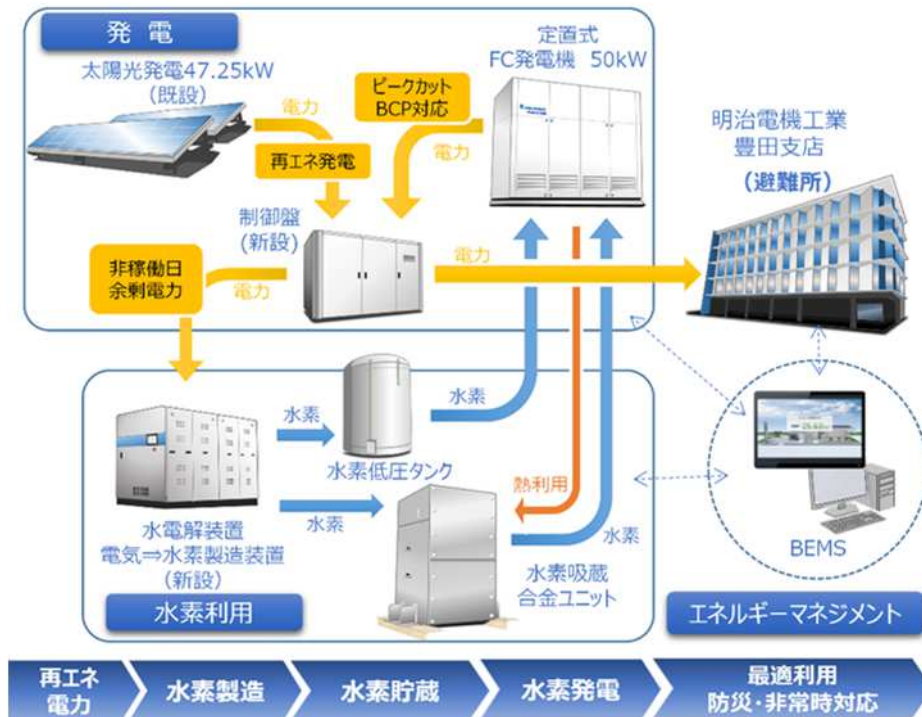 発 電
太陽光発電47.25kW
(既設)
電力
再エネ発電
ピークカット
BCP対応
電力
定置式
FC発電機 50kW
明治電機工業
豊田支店
(避難所)
制御盤
(新設)
電力
非稼働日
余剰電力
電力
水素
水素低圧タンク
水素
水素
熱利用
水素
水電解装置
電気⇒水素製造装置
(新設)
水素吸蔵
合金ユニット
水素利用
BEMS
エネルギーマネジメント
再エネ
電力
水素製造
水素貯蔵
水素発電
最適利用
防災・非常時対応